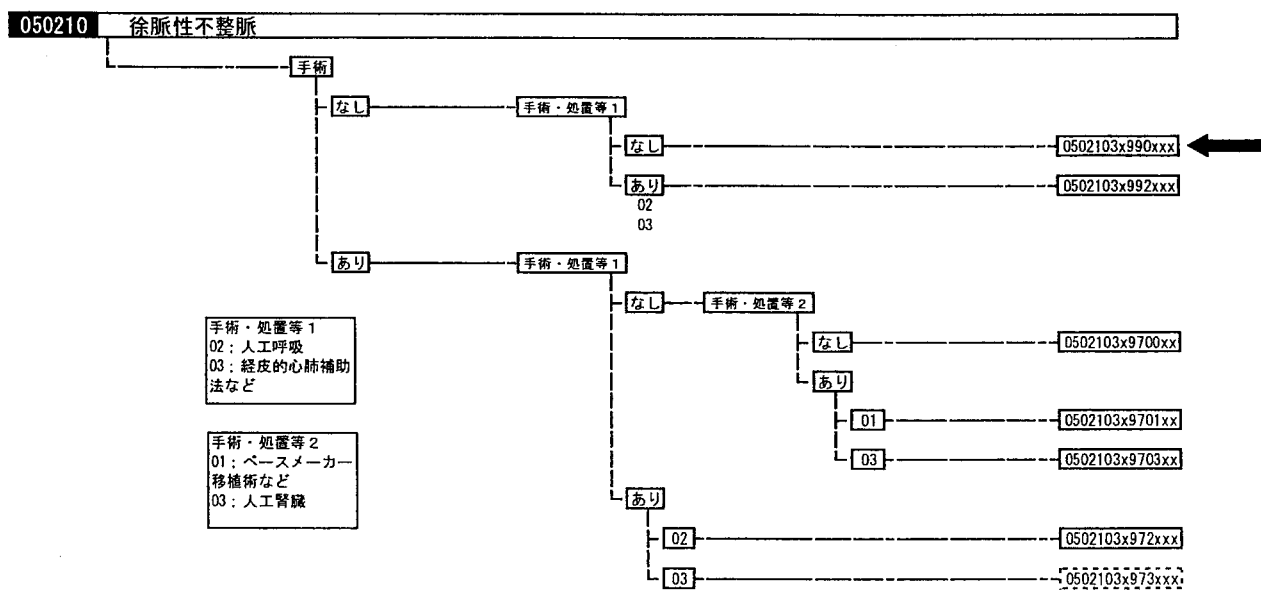 050210 徐脈性不整脈
手術
なし 手術・処置等1
なし 0502103x990xxx
あり 0502103x992xxx
02
03
あり 手術・処置等1
なし 手術・処置等2
なし 0502103x9700xx
あり
01 0502103x9701xx
03 0502103x9703xx
あり
02 0502103x972xxx
03 0502103x973xxx
手術・処置等1
02:人工呼吸
03:経皮的心肺補助
法など
手術・処置等2
01:ペースメーカー
移植術など
03:人工腎臓